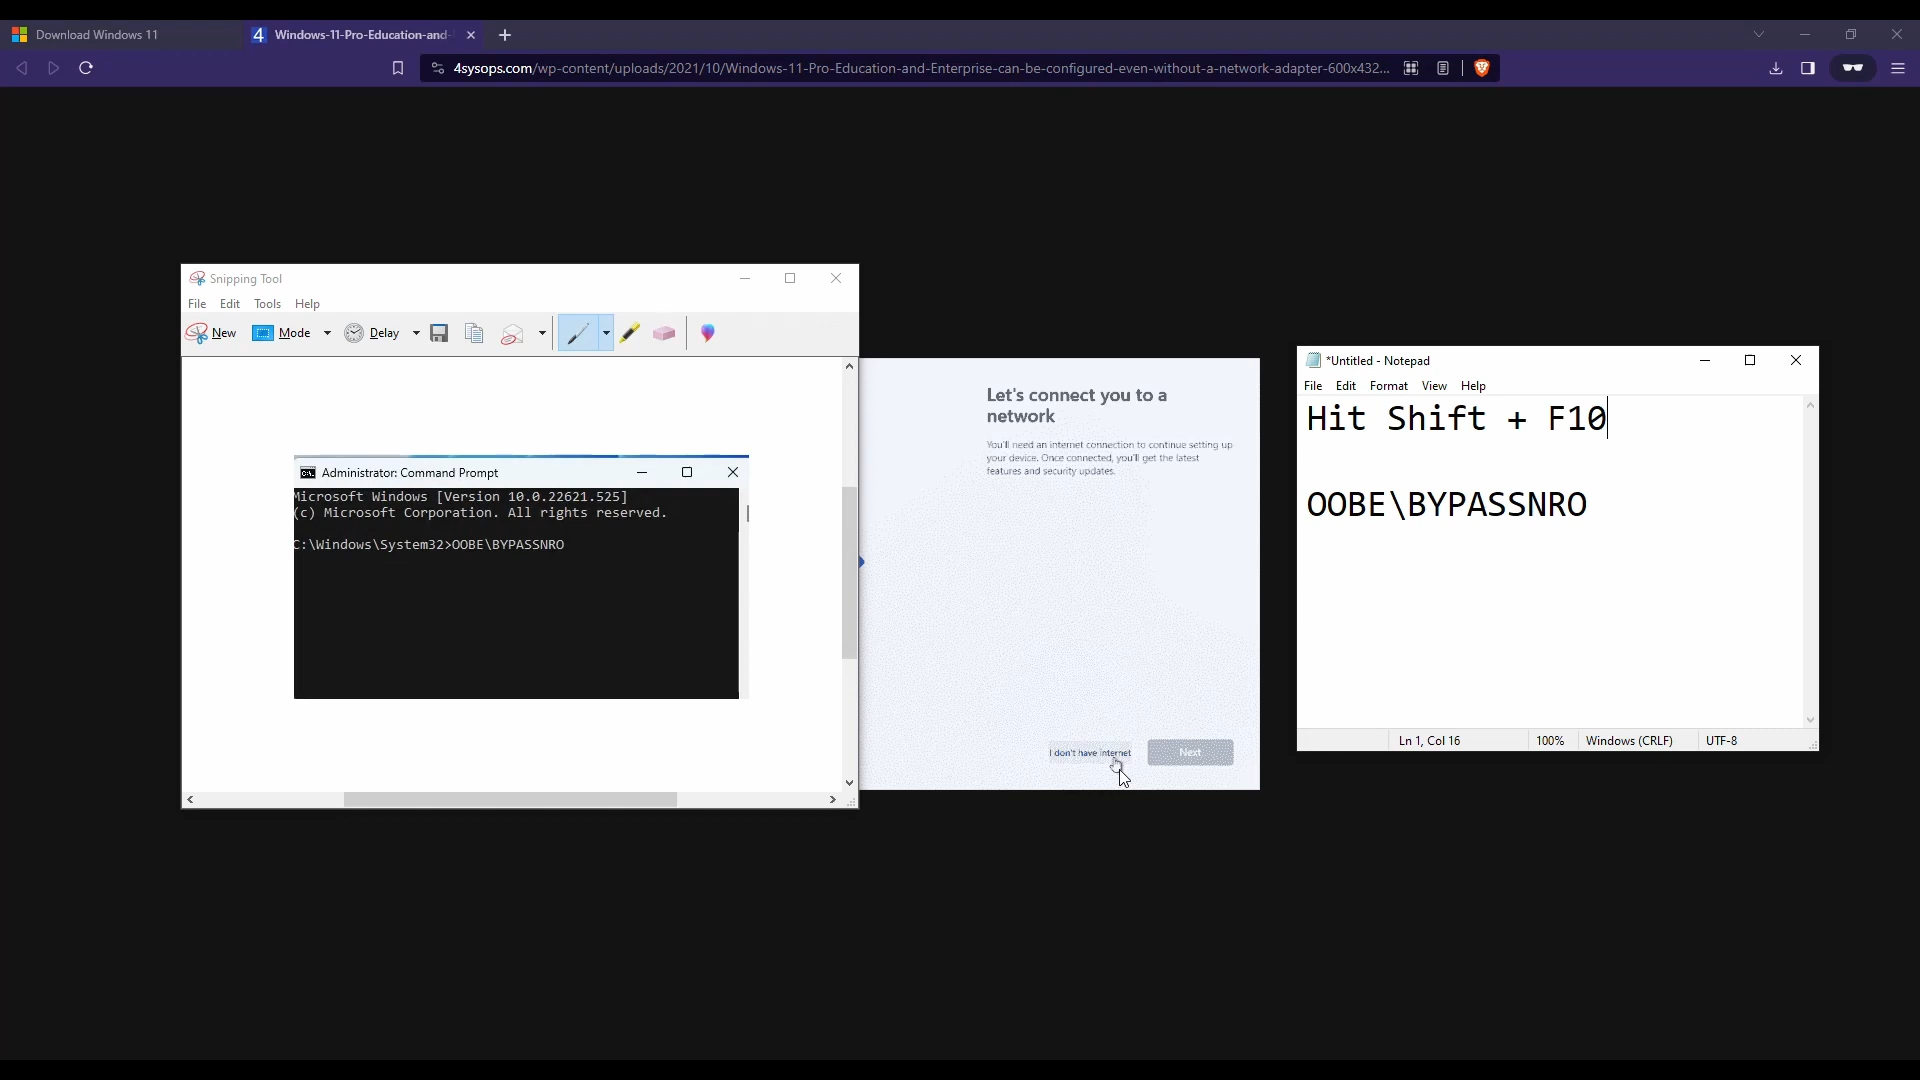 Download Windows 11
4 Windows-11-Pro-Education-and-
4sysops.com/wp-content/uploads/2021/10/Windows-11-Pro-Education-and-Enterprise-can-be-configured-even-without-a-network-adapter-600x432...
Snipping Tool
File Edit Tools Help
New Mode Delay
Administrator: Command Prompt
Microsoft Windows [Version 10.0.22621.525]
(c) Microsoft Corporation. All rights reserved.
C:\Windows\System32>OOBE\BYPASSNRO
Let's connect you to a
network
You'll need an internet connection to continue setting up
your device. Once connected, you'll get the latest
features and security updates.
I don't have internet Next
*Untitled - Notepad
File Edit Format View Help
Hit Shift + F10
OOBE\BYPASSNRO
Ln 1, Col 16 100% Windows (CRLF) UTF-8